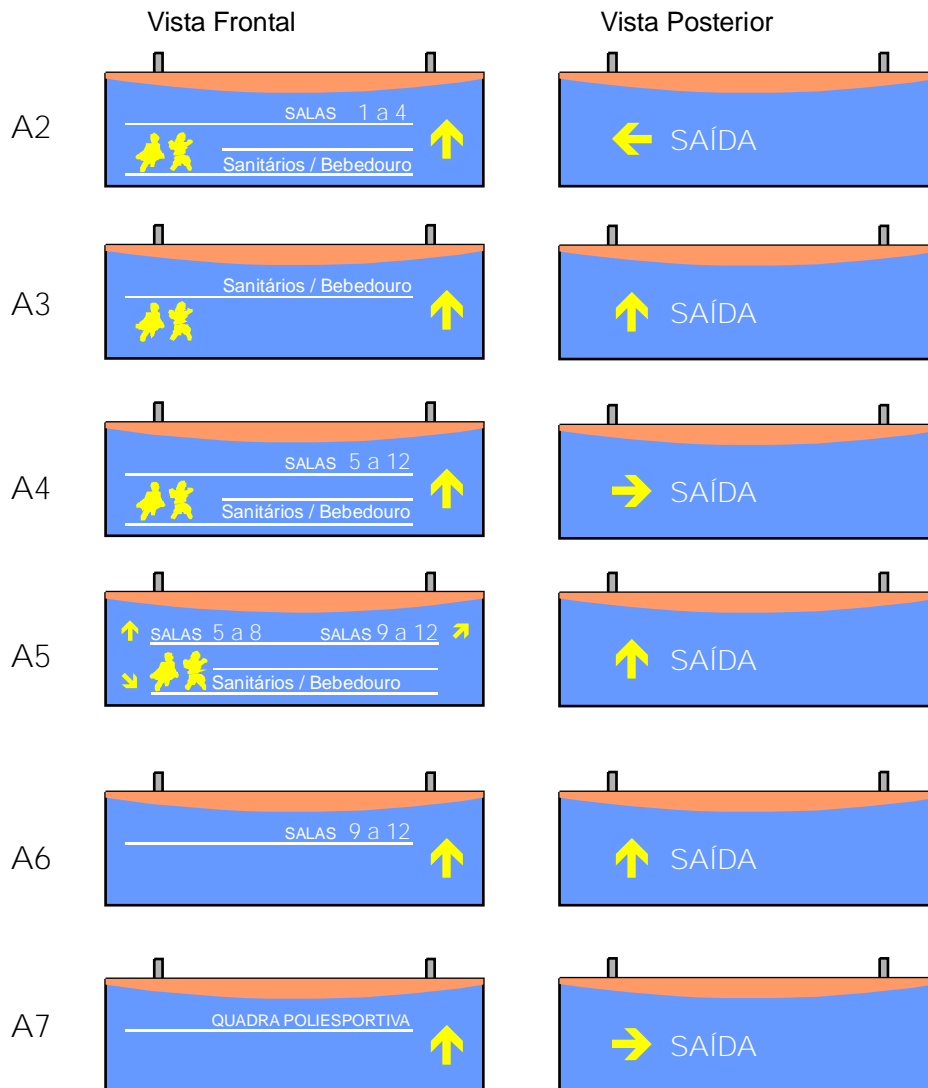 Vista Frontal Vista Posterior
A2
SALAS 1 a 4
Sanitários / Bebedouro
SAÍDA
A3
Sanitários / Bebedouro
SAÍDA
A4
SALAS 5 a 12
Sanitários / Bebedouro
SAÍDA
A5
SALAS 5 a 8 SALAS 9 a 12
Sanitários / Bebedouro
SAÍDA
A6
SALAS 9 a 12
SAÍDA
A7
QUADRA POLIESPORTIVA
SAÍDA